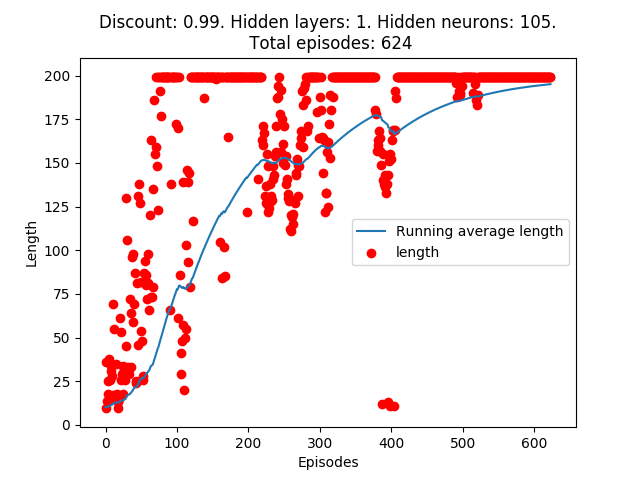 Discount: 0.99. Hidden layers: 1. Hidden neurons: 105.
Total episodes: 624
200
175
150
125
100
75
50
25
0
Length
Running average length
length
0 100 200 300 400 500 600
Episodes